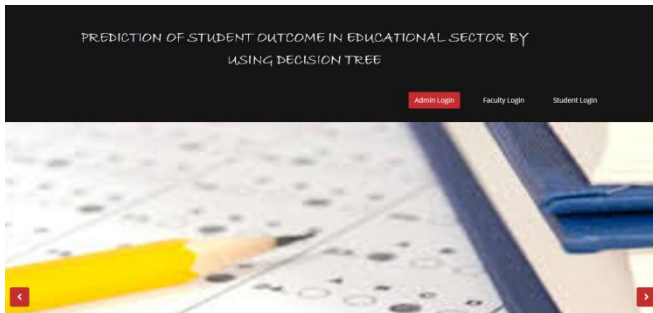 PREDICTION OF STUDENT OUTCOME IN EDUCATIONAL SECTOR BY
USING DECISION TREE
Admin Login Faculty Login Student Login